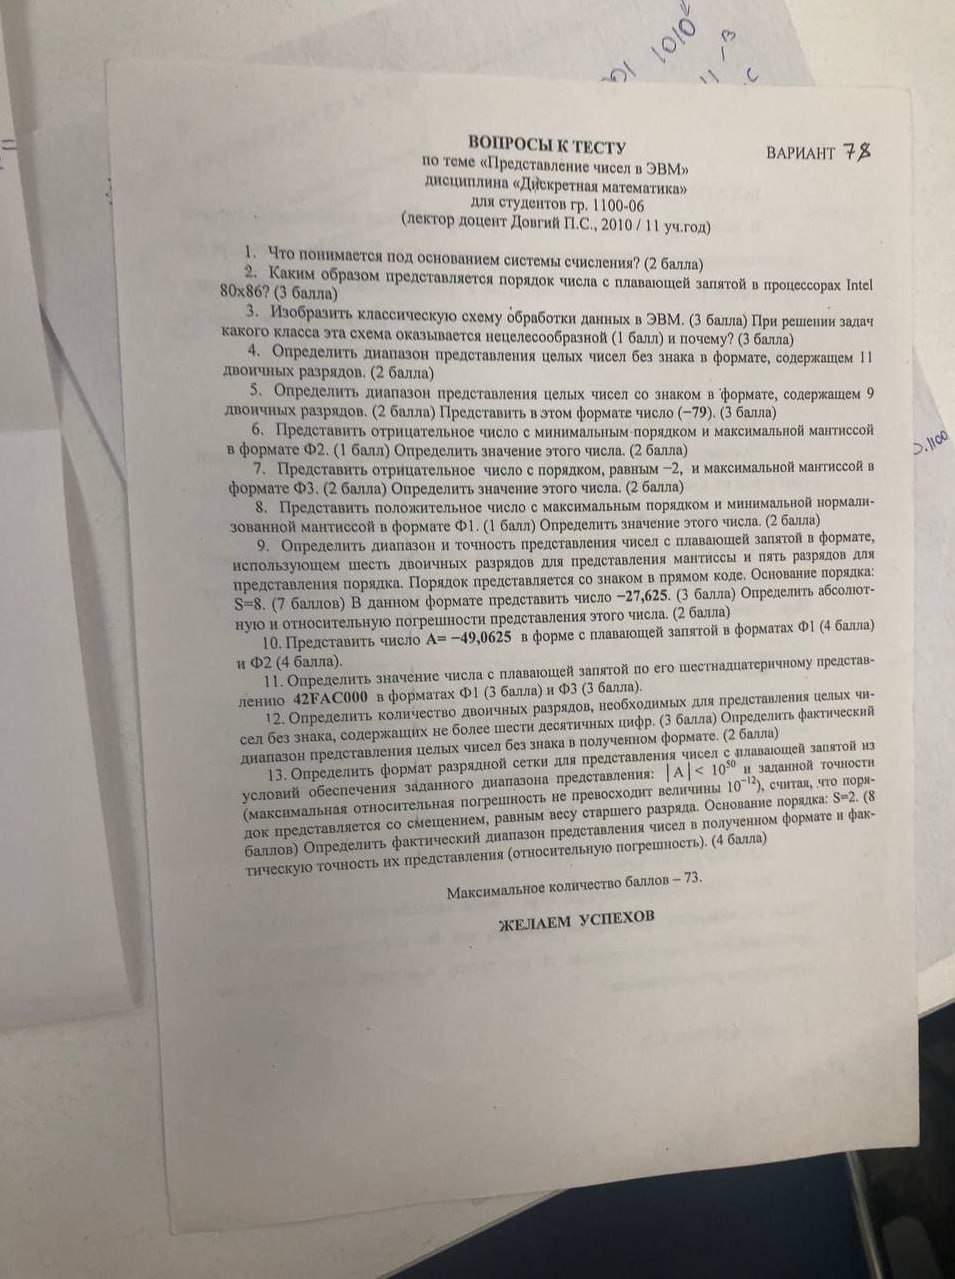 1010
11 -B
C
ВОПРОСЫ К ТЕСТУ
ВАРИАНТ 78
по теме «Представление чисел в ЭВМ»
дисциплина «Дискретная математика»
для студентов гр. 1100-06
(лектор доцент Довгий П.С., 2010 / 11 уч.год)
1. Что понимается под основанием системы счисления? (2 балла)
2. Каким образом представляется порядок числа с плавающей запятой в процессорах Intel
80х86? (3 балла)
3. Изобразить классическую схему обработки данных в ЭВМ. (3 балла) При решении задач
какого класса эта схема оказывается нецелесообразной (1 балл) и почему? (3 балла)
4. Определить диапазон представления целых чисел без знака в формате, содержащем 11
двоичных разрядов. (2 балла)
5. Определить диапазон представления целых чисел со знаком в формате, содержащем 9
двоичных разрядов. (2 балла) Представить в этом формате число (−79). (3 балла)
6. Представить отрицательное число с минимальным порядком и максимальной мантиссой
в формате Ф2. (1 балл) Определить значение этого числа. (2 балла)
7. Представить отрицательное число с порядком, равным −2, и максимальной мантиссой в
формате Ф3. (2 балла) Определить значение этого числа. (2 балла)
8. Представить положительное число с максимальным порядком и минимальной нормали-
зованной мантиссой в формате Ф1. (1 балл) Определить значение этого числа. (2 балла)
9. Определить диапазон и точность представления чисел с плавающей запятой в формате,
использующем шесть двоичных разрядов для представления мантиссы и пять разрядов для
представления порядка. Порядок представляется со знаком в прямом коде. Основание порядка:
S=8. (7 баллов) В данном формате представить число −27,625. (3 балла) Определить абсолют-
ную и относительную погрешности представления этого числа. (2 балла)
10. Представить число А= −49,0625 в форме с плавающей запятой в форматах Ф1 (4 балла)
и Ф2 (4 балла).
11. Определить значение числа с плавающей запятой по его шестнадцатеричному представ-
лению 42FAC000 в форматах Ф1 (3 балла) и Ф3 (3 балла).
12. Определить количество двоичных разрядов, необходимых для представления целых чи-
сел без знака, содержащих не более шести десятичных цифр. (3 балла) Определить фактический
диапазон представления целых чисел без знака в полученном формате. (2 балла)
13. Определить формат разрядной сетки для представления чисел с плавающей запятой из
условий обеспечения заданного диапазона представления: |A| < 10^50 и заданной точности
(максимальная относительная погрешность не превосходит величины 10^−12), считая, что поря-
док представляется со смещением, равным весу старшего разряда. Основание порядка: S=2. (8
баллов) Определить фактический диапазон представления чисел в полученном формате и фак-
тическую точность их представления (относительную погрешность). (4 балла)
Максимальное количество баллов – 73.
ЖЕЛАЕМ УСПЕХОВ